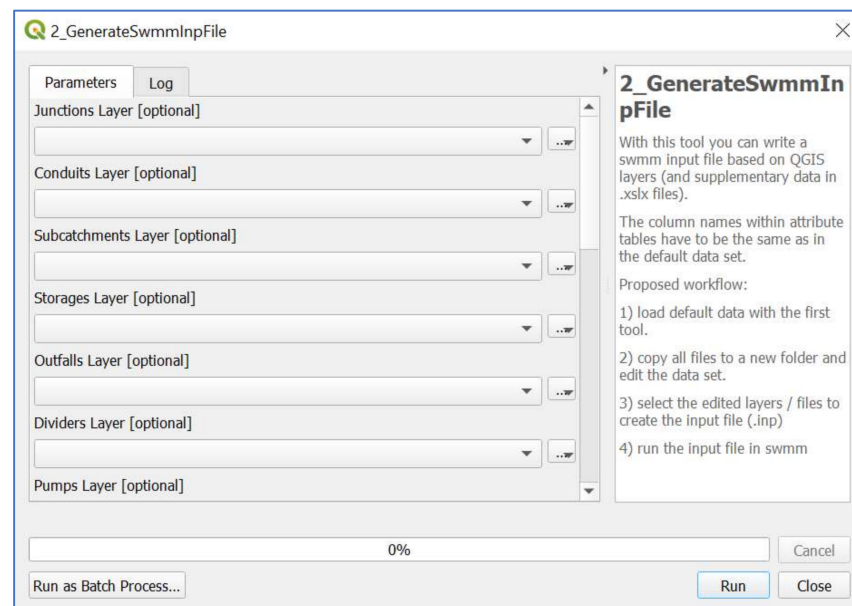 2_GenerateSwmmInpFile
Parameters
Log
Junctions Layer [optional]
...
Conduits Layer [optional]
...
Subcatchments Layer [optional]
...
Storages Layer [optional]
...
Outfalls Layer [optional]
...
Dividers Layer [optional]
...
Pumps Layer [optional]
2_GenerateSwmmIn
pFile
With this tool you can write a
swmm input file based on QGIS
layers (and supplementary data in
.xslx files).
The column names within attribute
tables have to be the same as in
the default data set.
Proposed workflow:
1) load default data with the first
tool.
2) copy all files to a new folder and
edit the data set.
3) select the edited layers / files to
create the input file (.inp)
4) run the input file in swmm
0%
Cancel
Run as Batch Process...
Run
Close